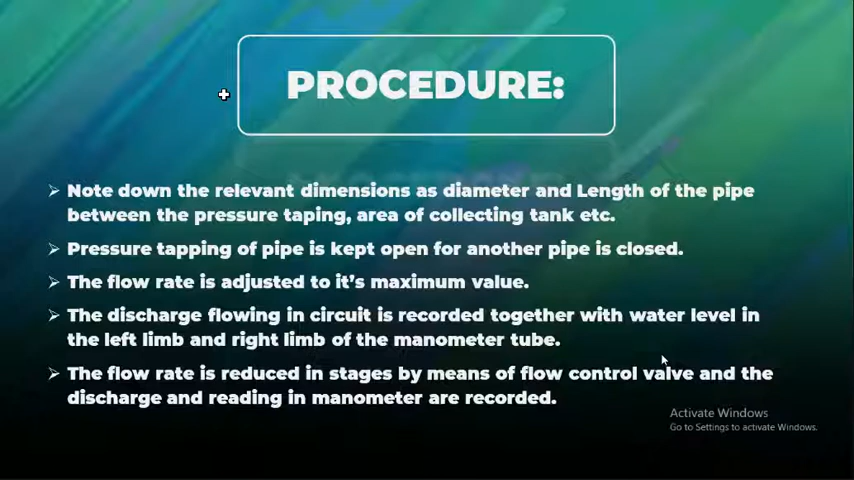 PROCEDURE:
➢ Note down the relevant dimensions as diameter and Length of the pipe
between the pressure taping, area of collecting tank etc.
➢ Pressure tapping of pipe is kept open for another pipe is closed.
➢ The flow rate is adjusted to it's maximum value.
➢ The discharge flowing in circuit is recorded together with water level in
the left limb and right limb of the manometer tube.
➢ The flow rate is reduced in stages by means of flow control valve and the
discharge and reading in manometer are recorded.
Activate Windows
Go to Settings to activate Windows.